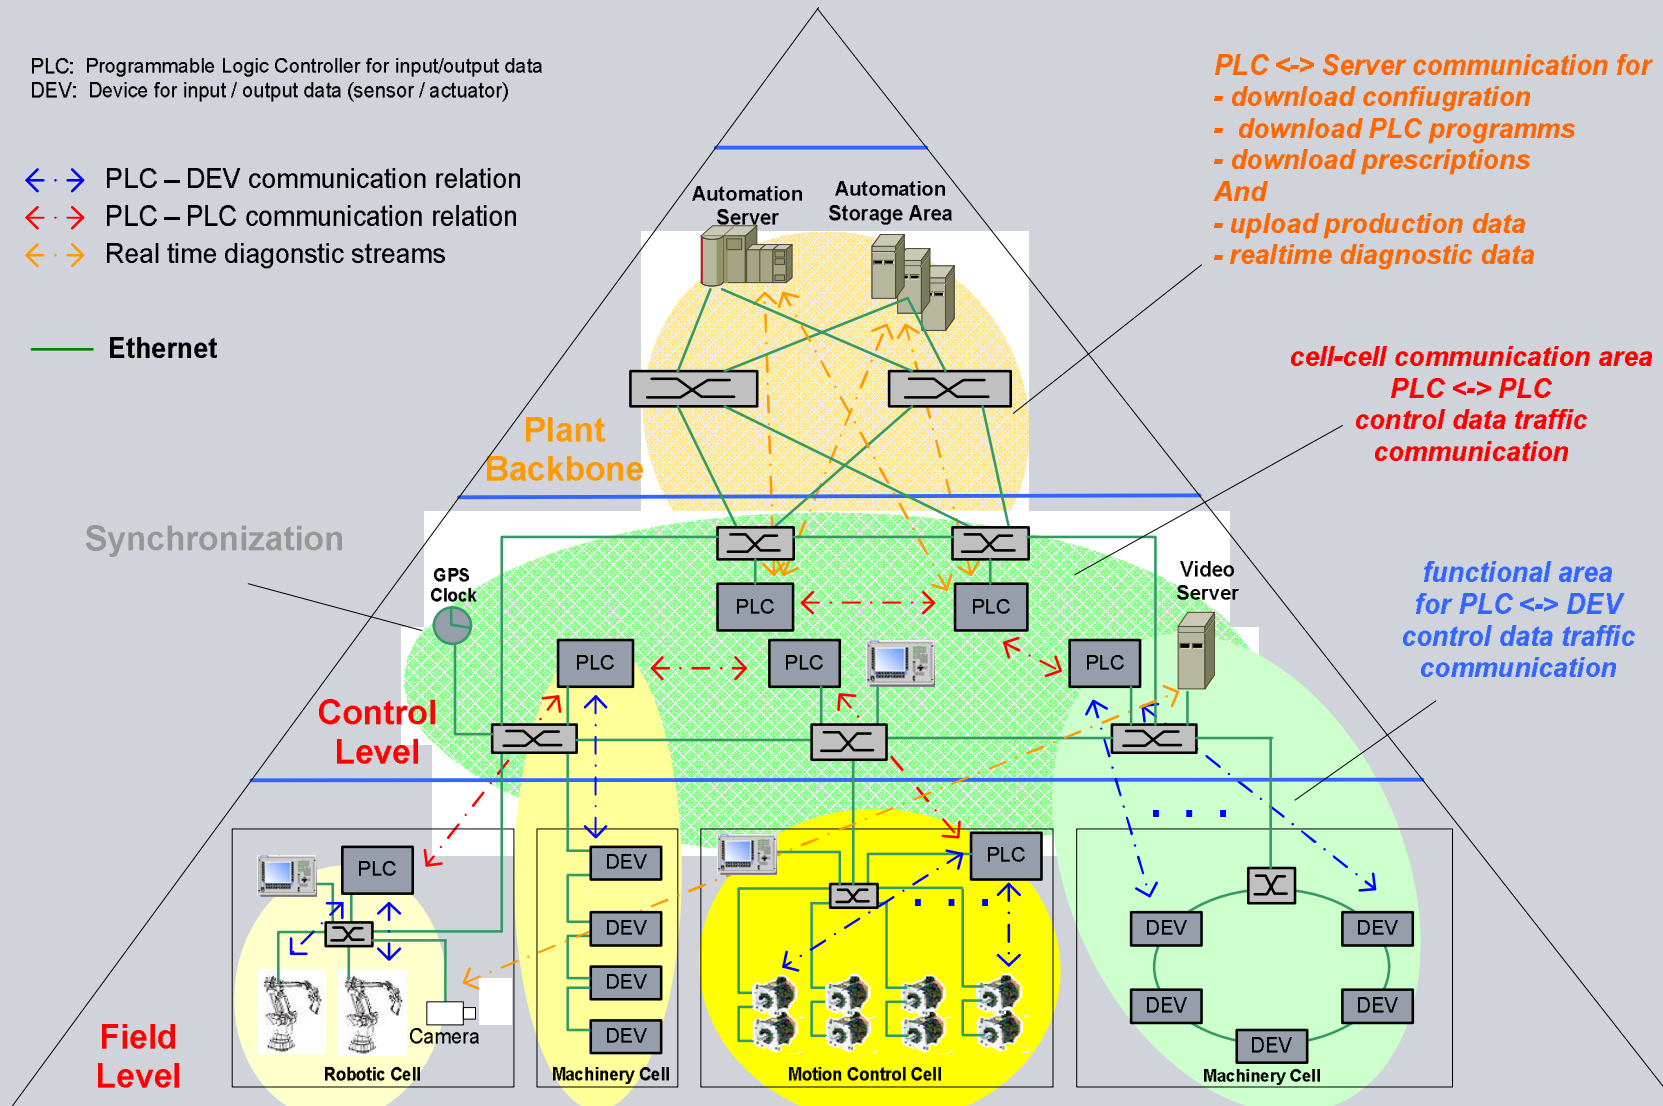 PLC: Programmable Logic Controller for input/output data
DEV: Device for input / output data (sensor / actuator)
PLC – DEV communication relation
PLC – PLC communication relation
Real time diagonstic streams
Ethernet
PLC <-> Server communication for
- download confiugration
- download PLC programms
- download prescriptions
And
- upload production data
- realtime diagnostic data
Automation
Server
Automation
Storage Area
cell-cell communication area
PLC <-> PLC
control data traffic
communication
Plant
Backbone
Synchronization
GPS
Clock
PLC
PLC
Video
Server
functional area
for PLC <-> DEV
control data traffic
communication
PLC
PLC
PLC
Control
Level
. . .
PLC
DEV
DEV
DEV
DEV
PLC
. . .
DEV
DEV
DEV
DEV
DEV
Camera
Field
Level
Robotic Cell
Machinery Cell
Motion Control Cell
Machinery Cell